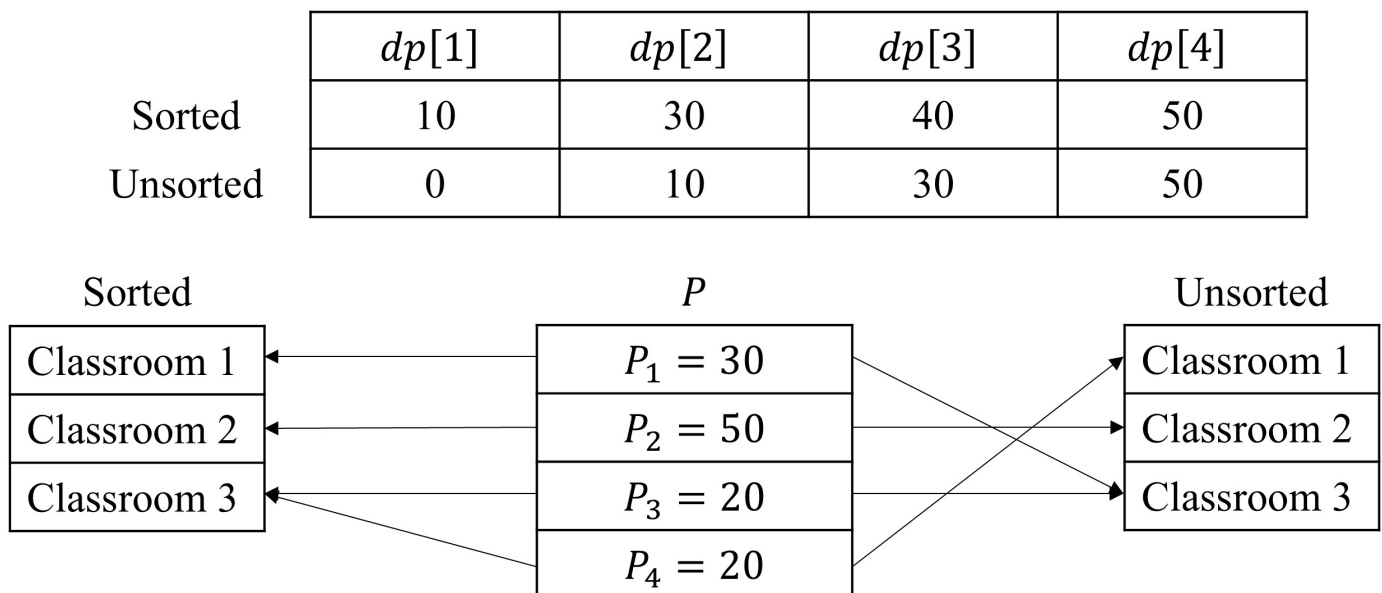 dp[1] dp[2] dp[3] dp[4]
Sorted 10 30 40 50
Unsorted 0 10 30 50
Sorted P Unsorted
Classroom 1 P₁ = 30 Classroom 1
Classroom 2 P₂ = 50 Classroom 2
Classroom 3 P₃ = 20 Classroom 3
P₄ = 20